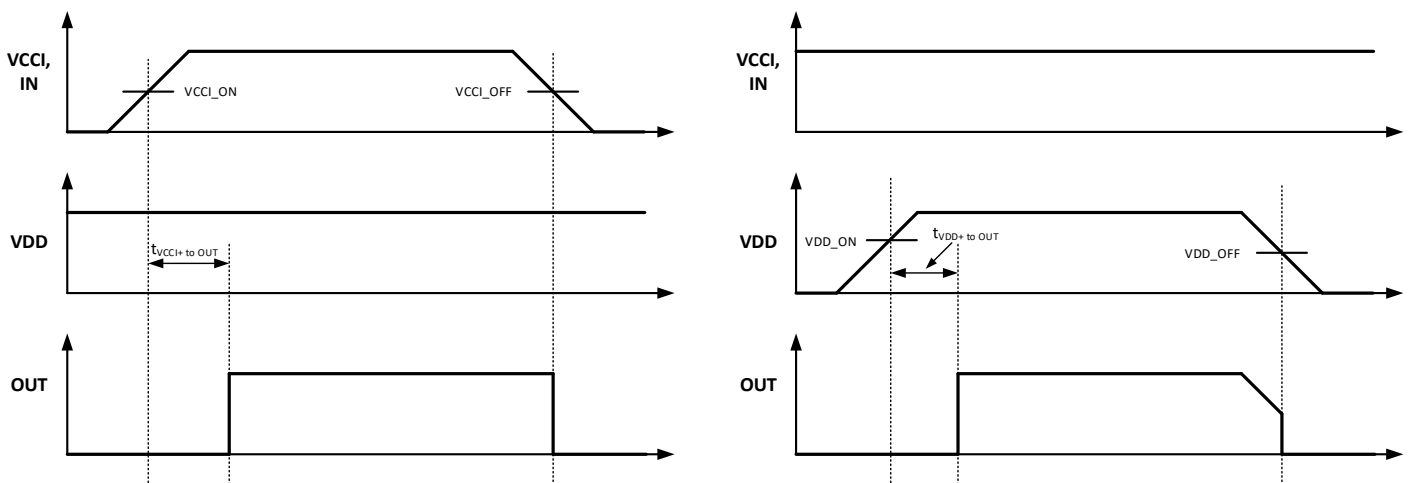 VCCI,
IN
VCCI_ON
VCCI_OFF
VDD
tVCCI+ to OUT
OUT
VCCI,
IN
VDD
VDD_ON
tVDD+ to OUT
VDD_OFF
OUT